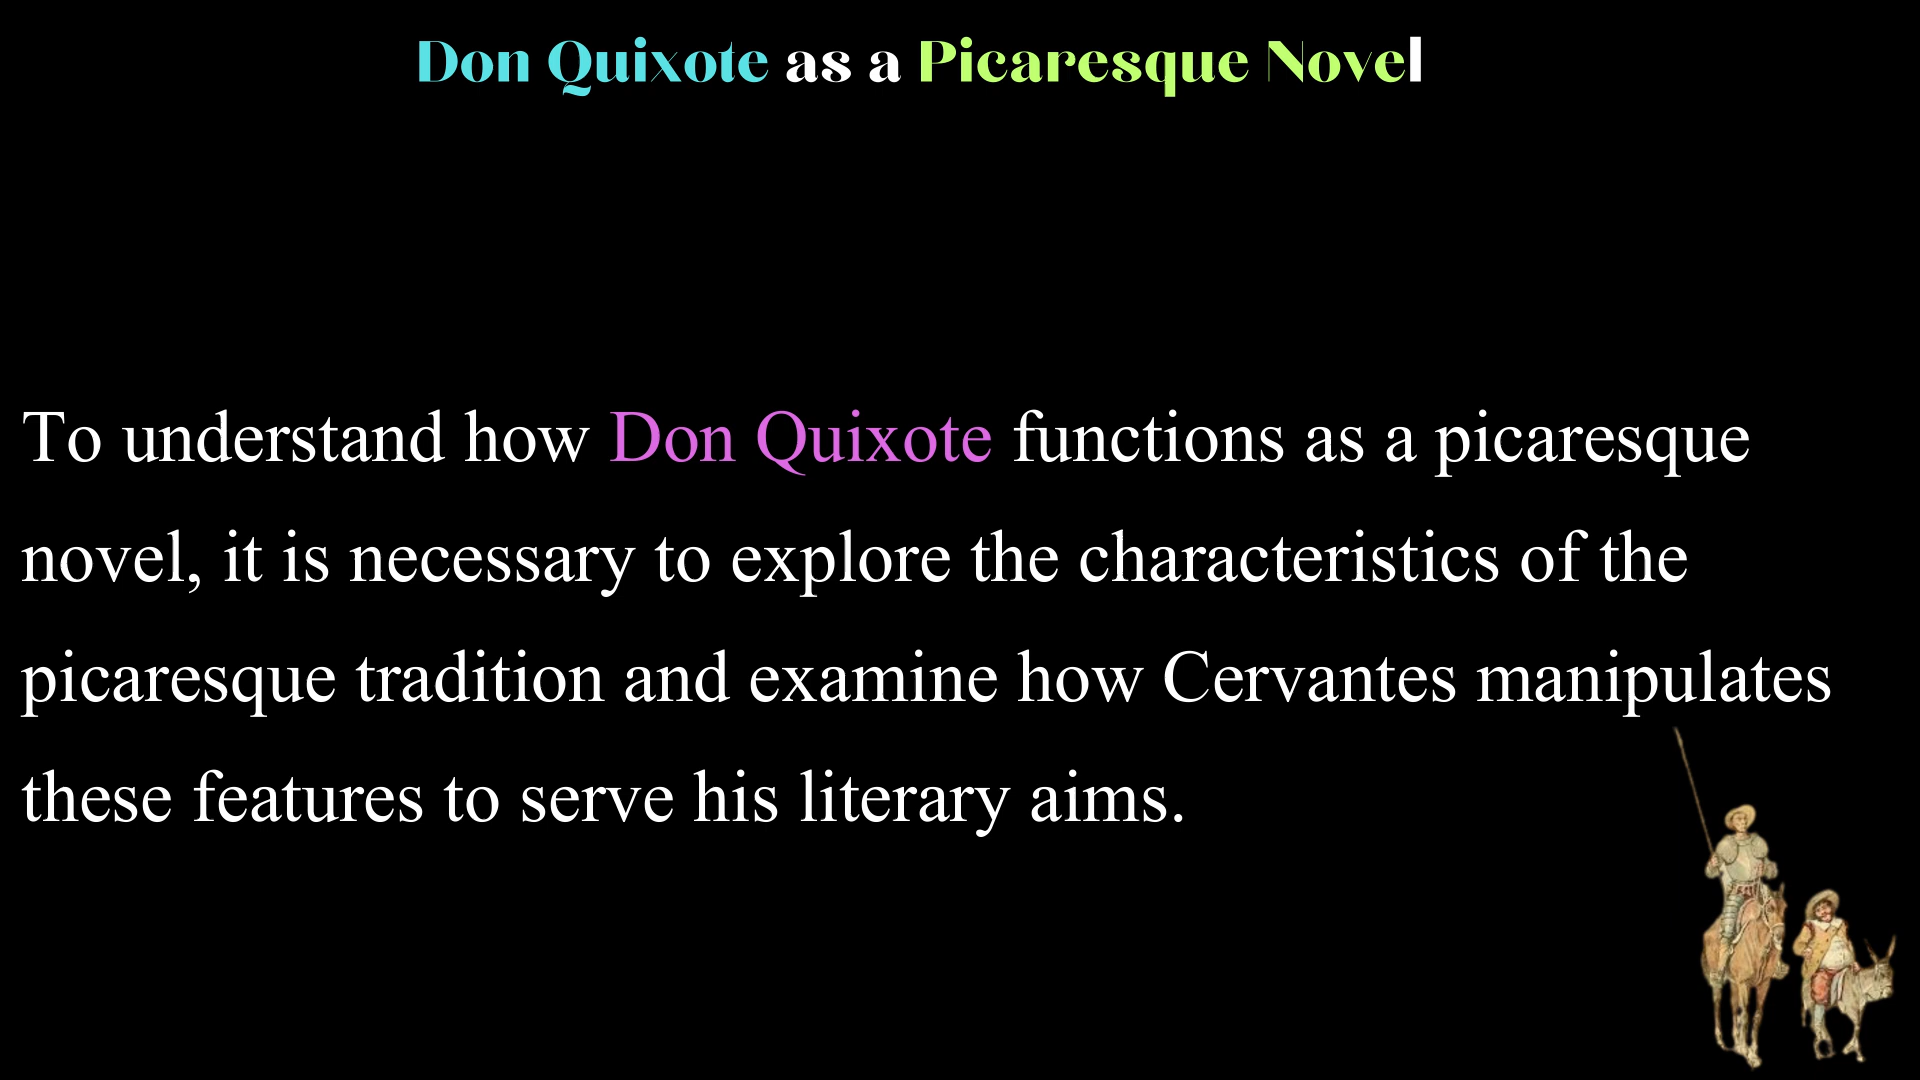 Don Quixote as a Picaresque Novel
To understand how Don Quixote functions as a picaresque
novel, it is necessary to explore the characteristics of the
picaresque tradition and examine how Cervantes manipulates
these features to serve his literary aims.